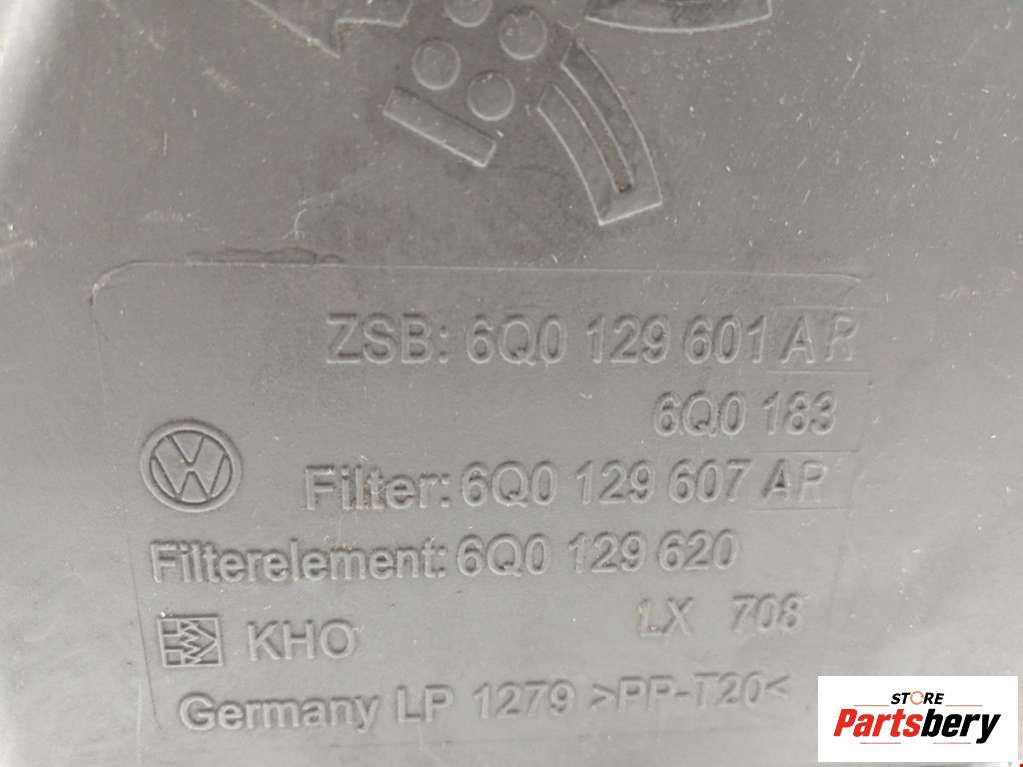 ZSB: 6Q0 129 601 AR
6Q0 183
Filter: 6Q0 129 607 AR
Filterelement: 6Q0 129 620
KHO LX 708
Germany LP 1279 >PP-T20<
STORE
Partsbery